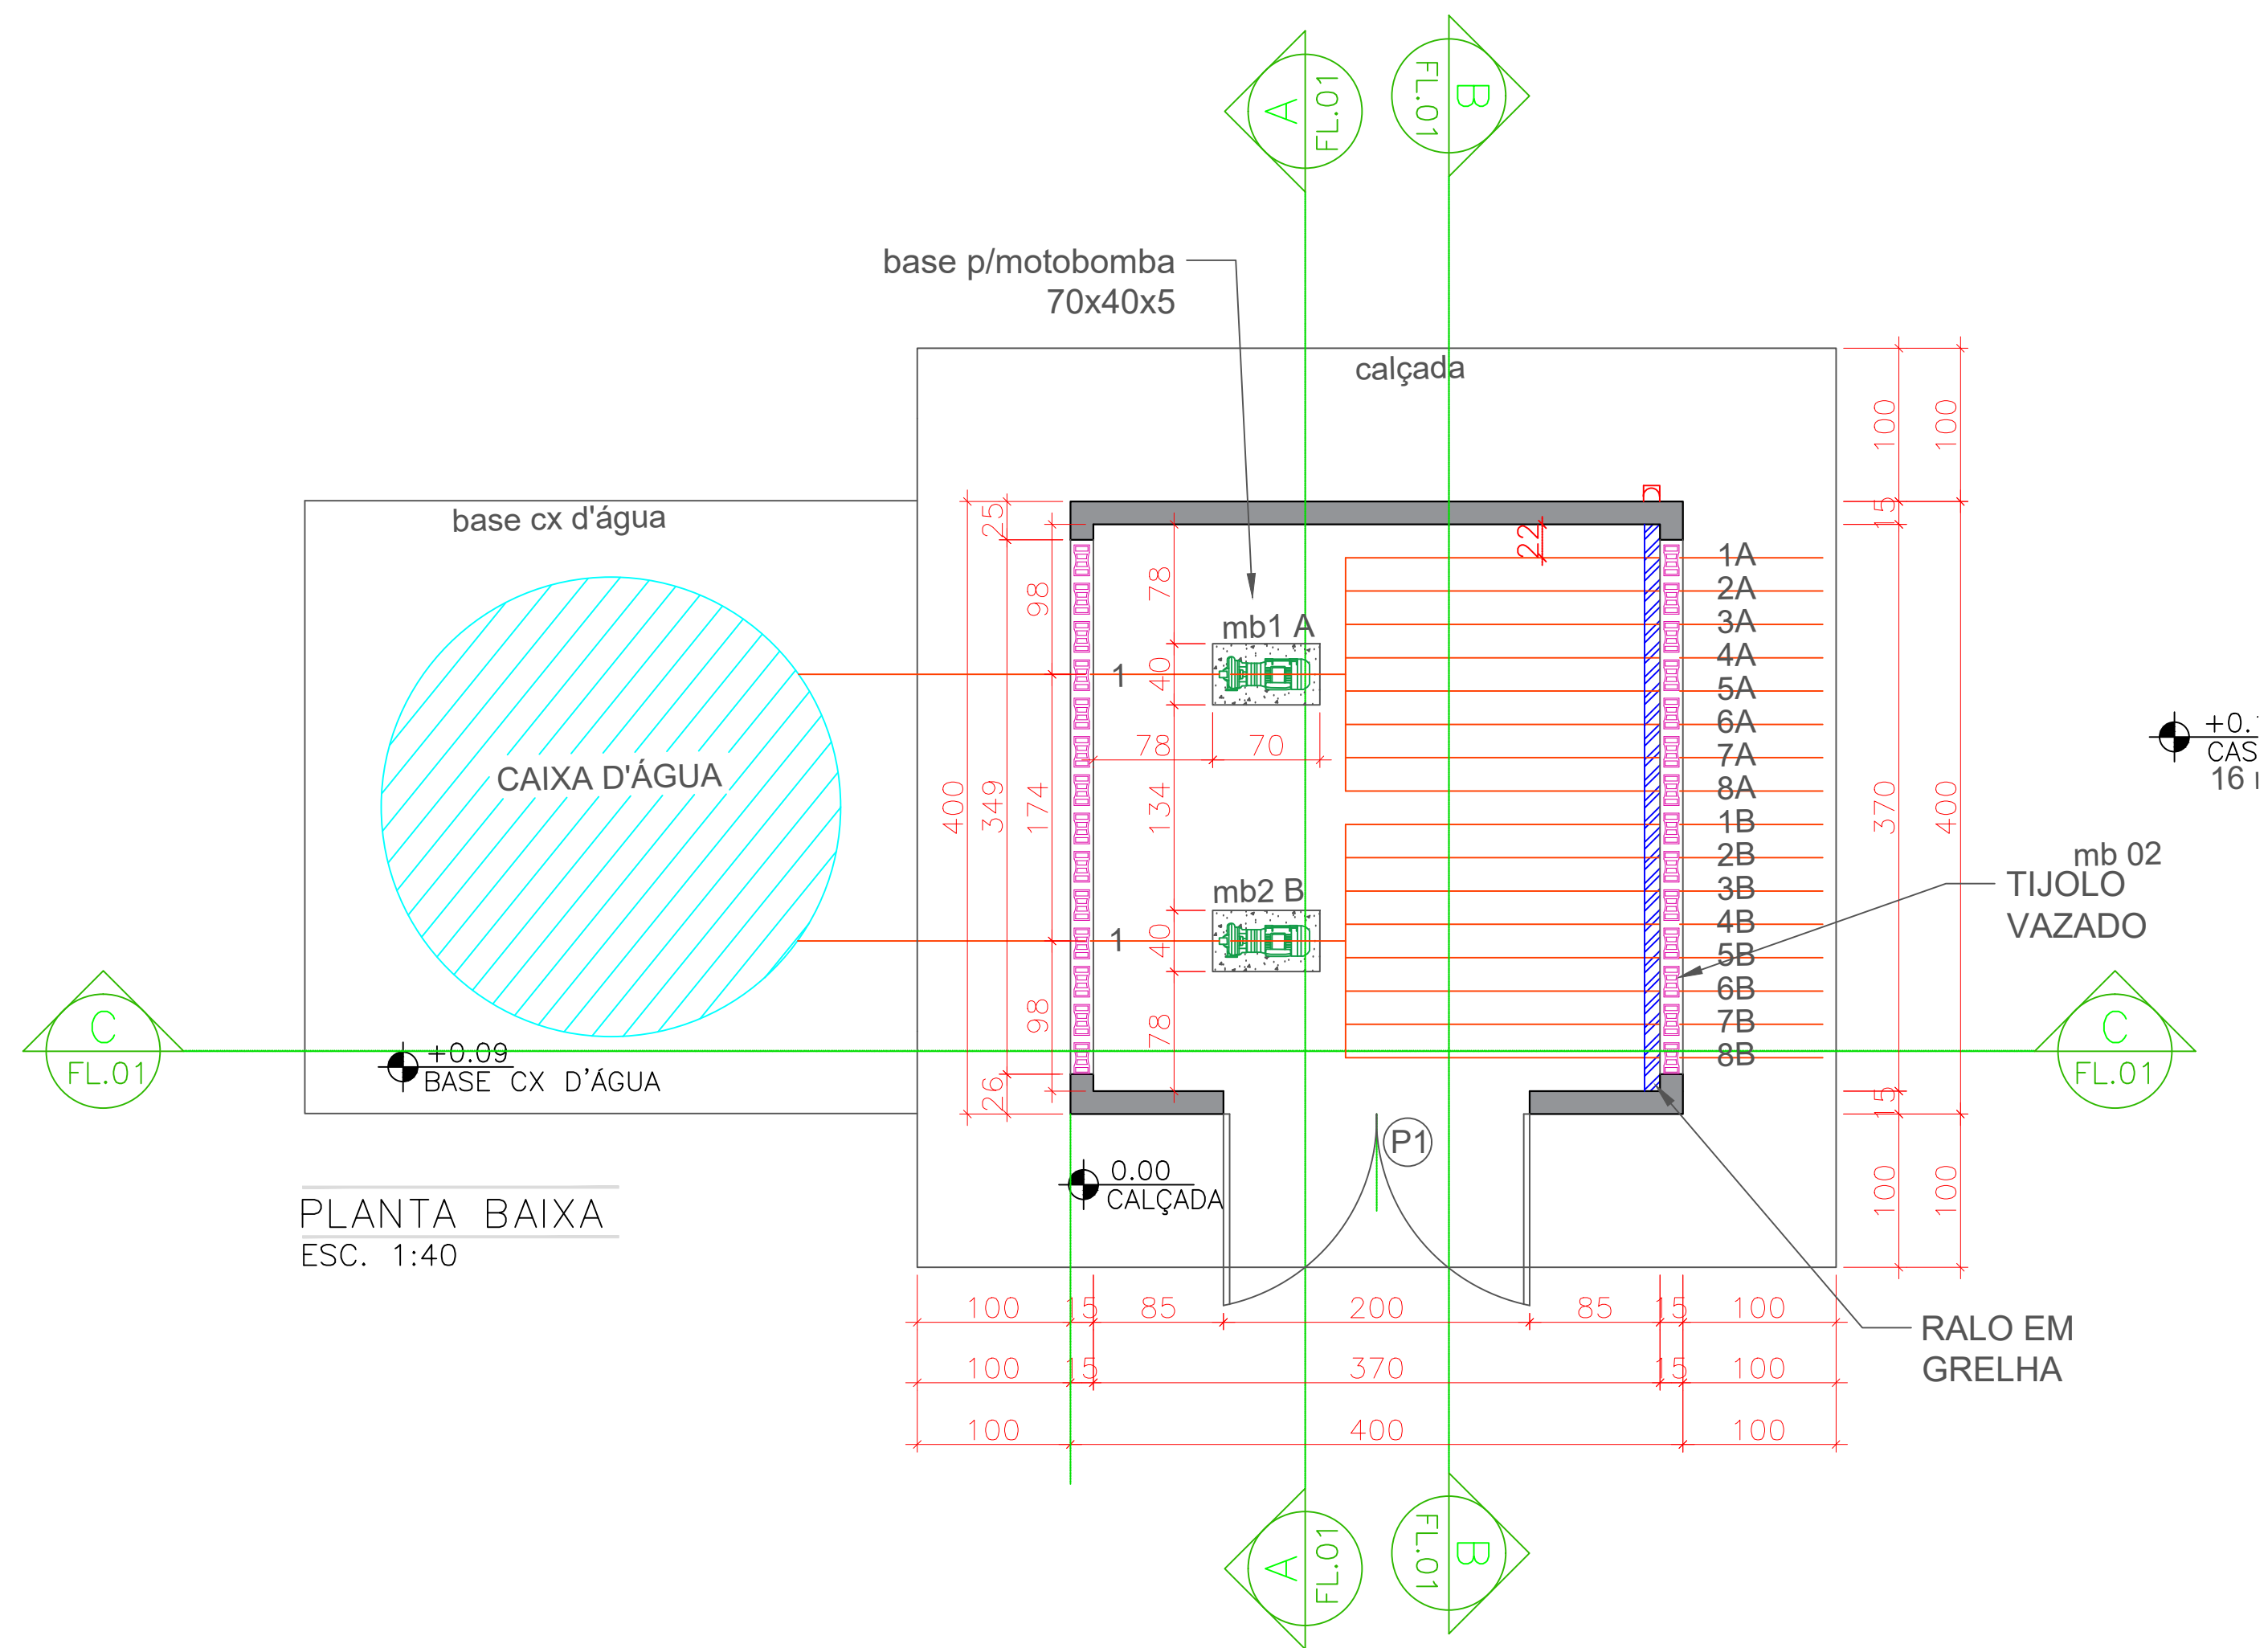 A
FL.01
B
FL.01
base p/motobomba
70x40x5
calçada
base cx d'água
CAIXA D'ÁGUA
+0.09
BASE CX D'ÁGUA
mb1 A
mb2 B
1
1
1A
2A
3A
4A
5A
6A
7A
8A
1B
2B
3B
4B
5B
6B
7B
8B
22
25
98
78
40
78
70
400
349
174
134
40
98
78
26
100
100
15
370
400
15
100
100
+0.
CAS
16
mb 02
TIJOLO
VAZADO
C
FL.01
C
FL.01
P1
0.00
CALÇADA
PLANTA BAIXA
ESC. 1:40
100 15 85 200 85 15 100
100 15 370 15 100
100 400 100
RALO EM
GRELHA
A
FL.01
B
FL.01